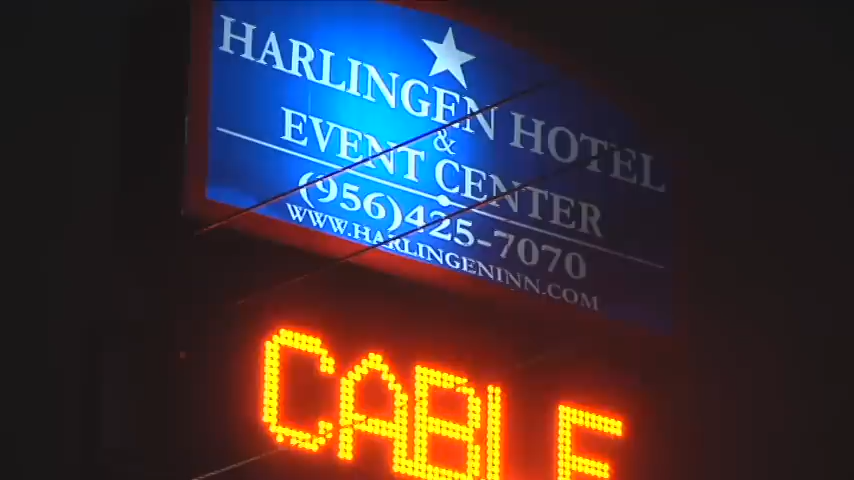 HARLINGEN HOTEL
&
EVENT CENTER
(956)425-7070
WWW.HARLINGENINN.COM
CABLE